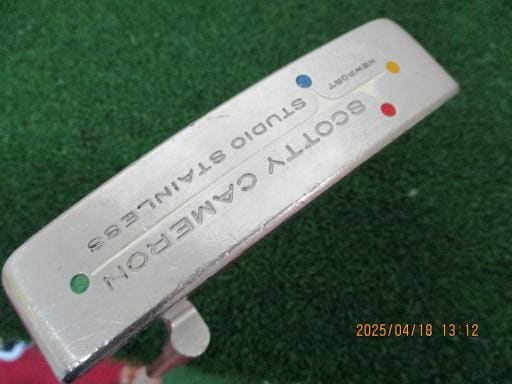 SCOTTY CAMERON
STUDIO STAINLESS
NEWPORT
2025/04/18 13:12